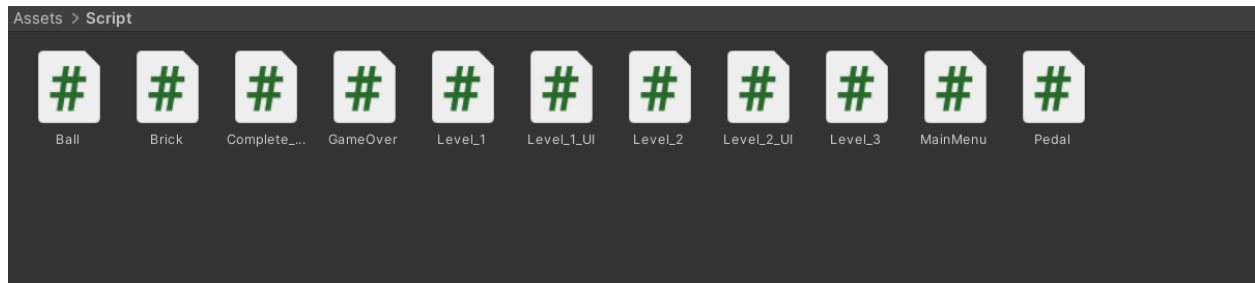 Assets > Script
Ball Brick Complete_... GameOver Level_1 Level_1_UI Level_2 Level_2_UI Level_3 MainMenu Pedal